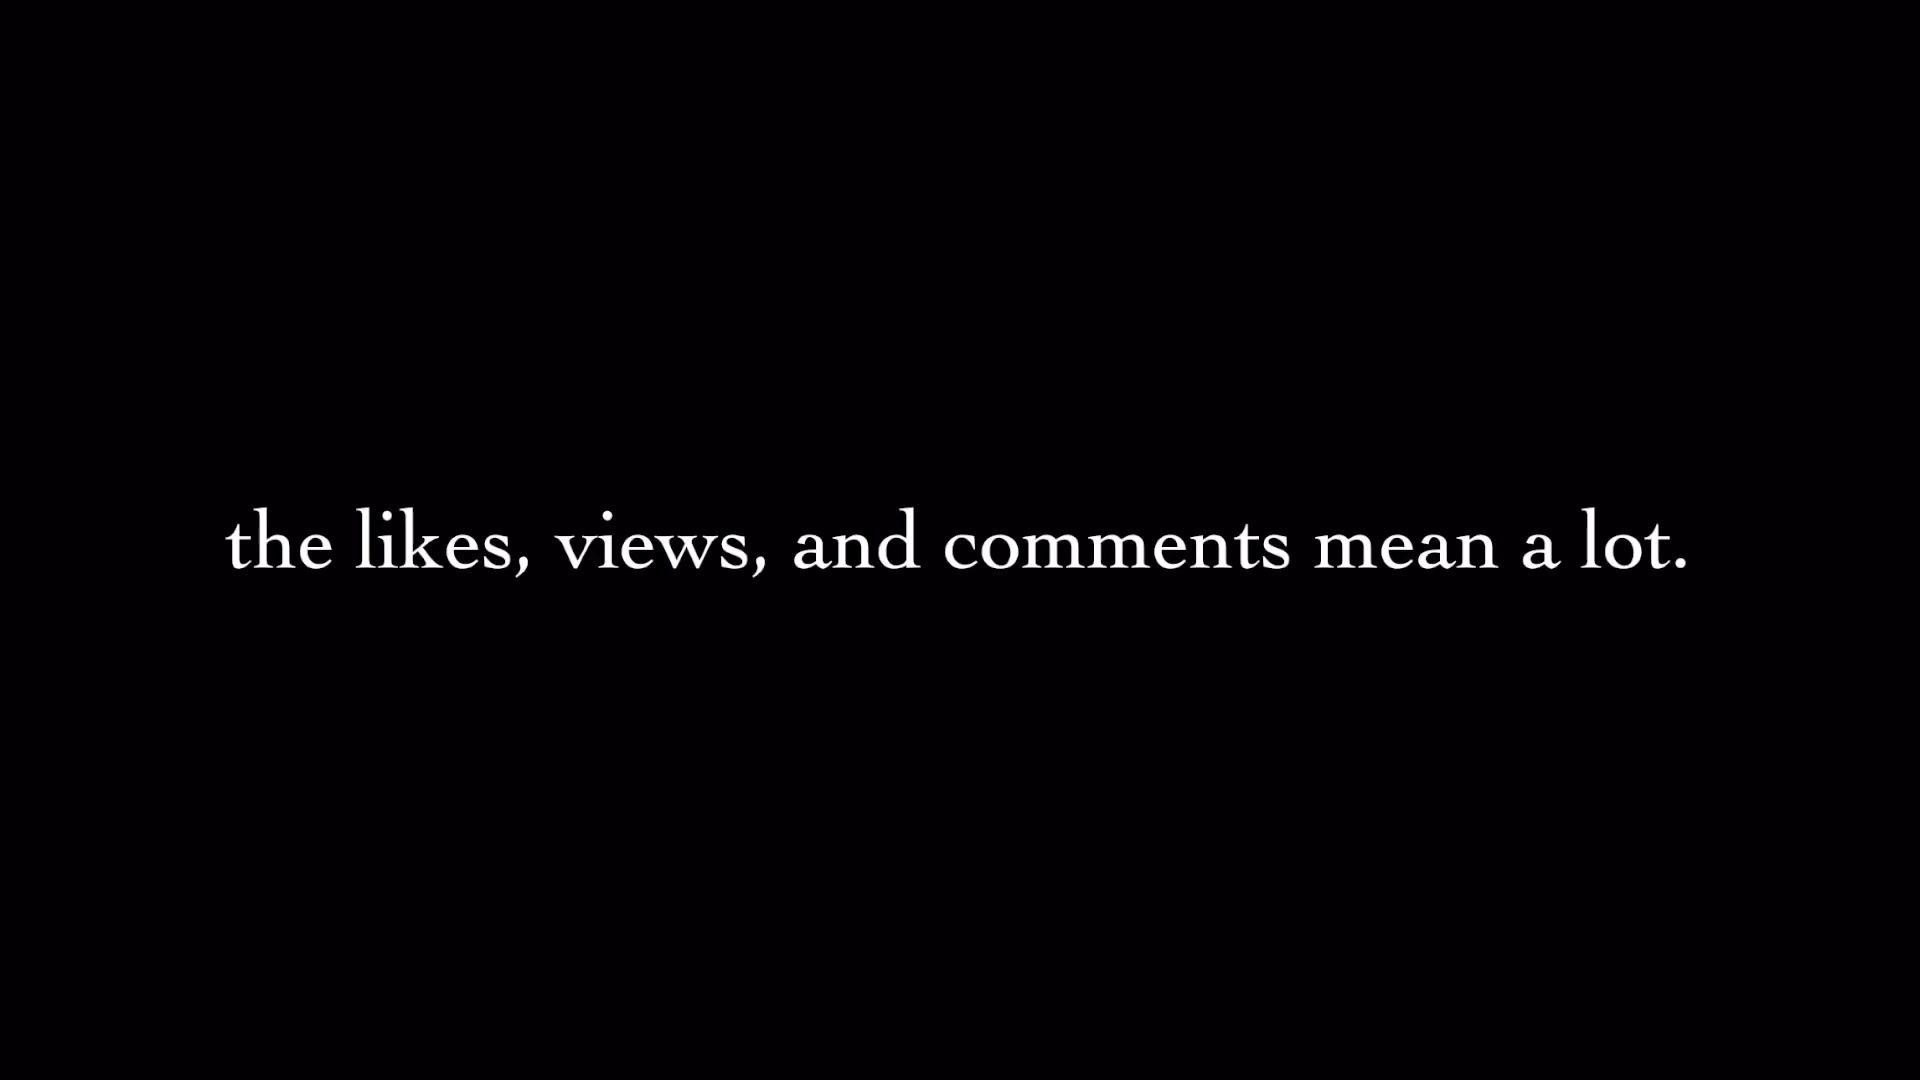 the likes, views, and comments mean a lot.